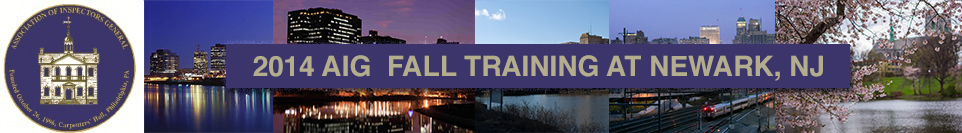 ASSOCIATION OF INSPECTORS GENERAL
Founded October 26, 1996, Carpenters' Hall, Philadelphia, PA
2014 AIG FALL TRAINING AT NEWARK, NJ